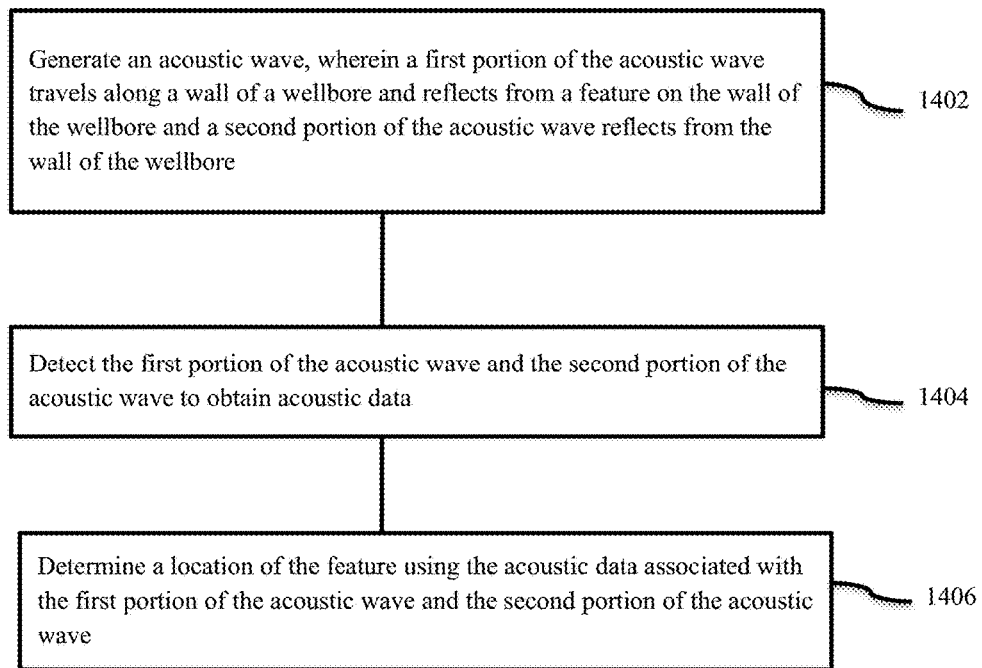 Generate an acoustic wave, wherein a first portion of the acoustic wave
travels along a wall of a wellbore and reflects from a feature on the wall of
the wellbore and a second portion of the acoustic wave reflects from the
wall of the wellbore
1402
Detect the first portion of the acoustic wave and the second portion of the
acoustic wave to obtain acoustic data
1404
Determine a location of the feature using the acoustic data associated with
the first portion of the acoustic wave and the second portion of the acoustic
wave
1406